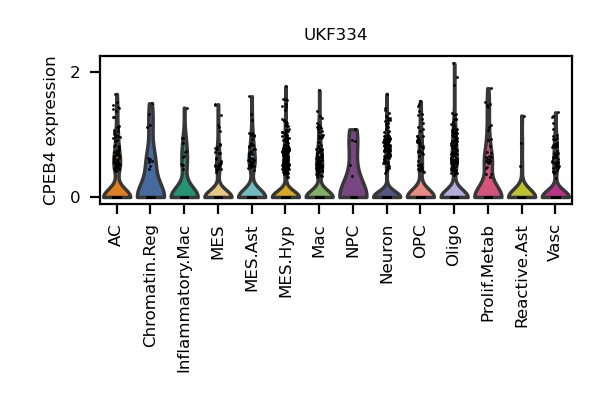 UKF334
CPEB4 expression
2
0
AC
Chromatin.Reg
Inflammatory.Mac
MES
MES.Ast
MES.Hyp
Mac
NPC
Neuron
OPC
Oligo
Prolif.Metab
Reactive.Ast
Vasc